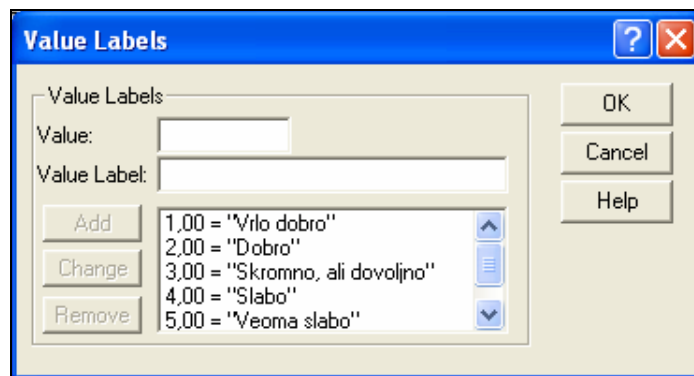 Value Labels
Value Labels
Value:
Value Label:
Add
Change
Remove
1,00 = "Vrlo dobro"
2,00 = "Dobro"
3,00 = "Skromno, ali dovoljno"
4,00 = "Slabo"
5,00 = "Veoma slabo"
OK
Cancel
Help